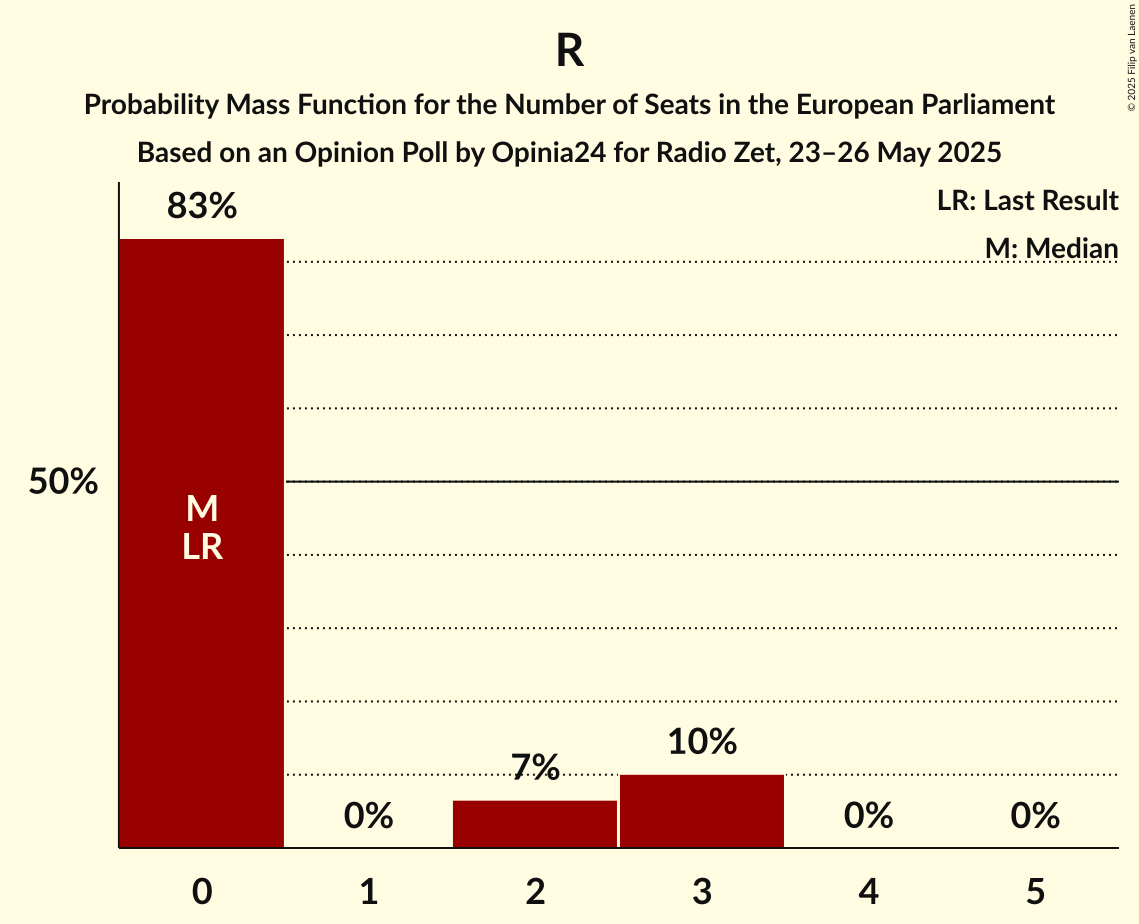 R
Probability Mass Function for the Number of Seats in the European Parliament
Based on an Opinion Poll by Opinia24 for Radio Zet, 23–26 May 2025
© 2025 Filip van Laenen
LR: Last Result
M: Median
83%
50%
M
LR
0%
7%
10%
0%
0%
0
1
2
3
4
5